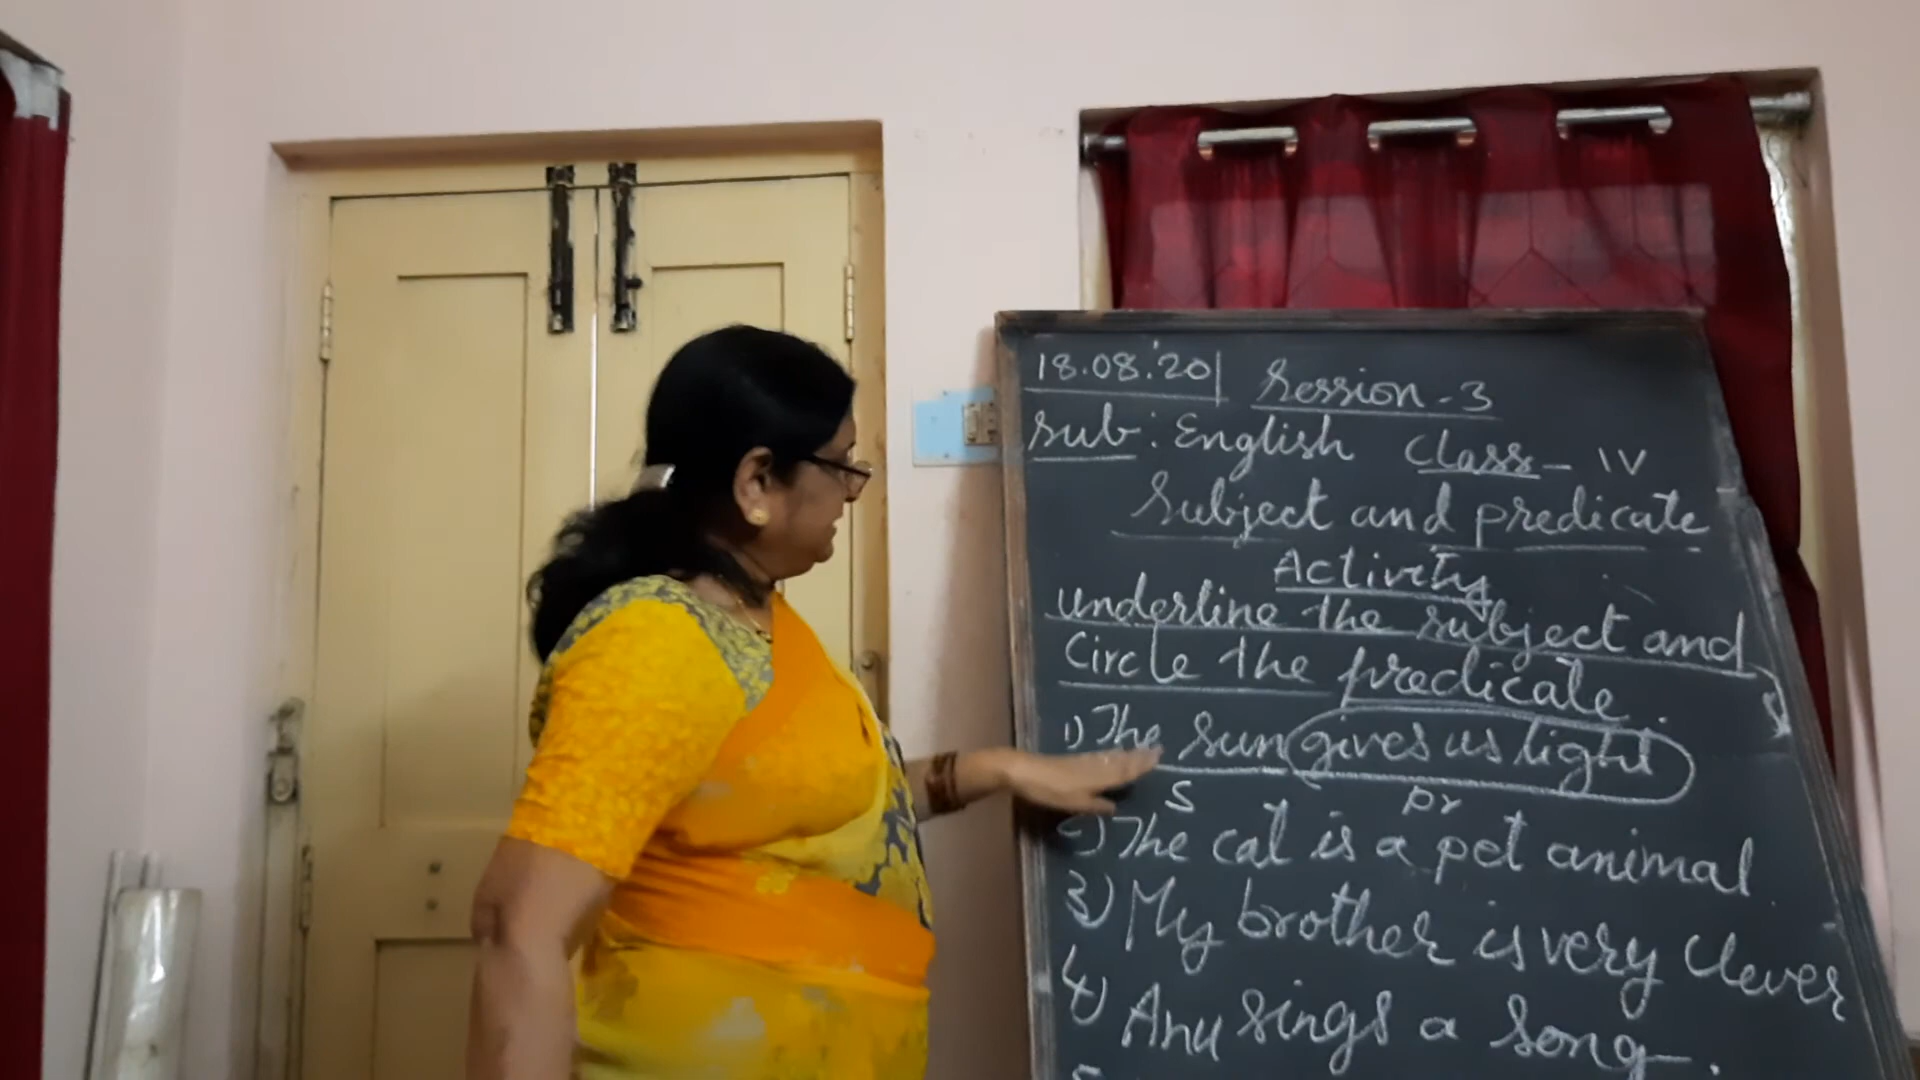 18.08.'20 Session - 3
Sub : English Class - IV
Subject and predicate
Activity
underline the subject and
Circle the predicate.
1) The sun gives us light
S pr
2) The cat is a pet animal
3) My brother is very clever
4) Anu sings a song.
5